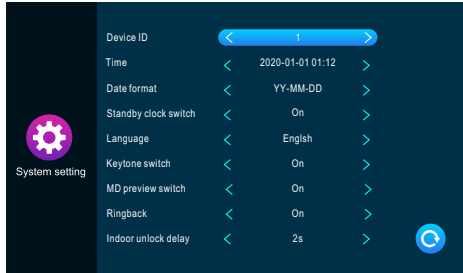 Device ID 1
Time 2020-01-01 01:12
Date format YY-MM-DD
Standby clock switch On
Language Englsh
Keytone switch On
System setting
MD preview switch On
Ringback On
Indoor unlock delay 2s